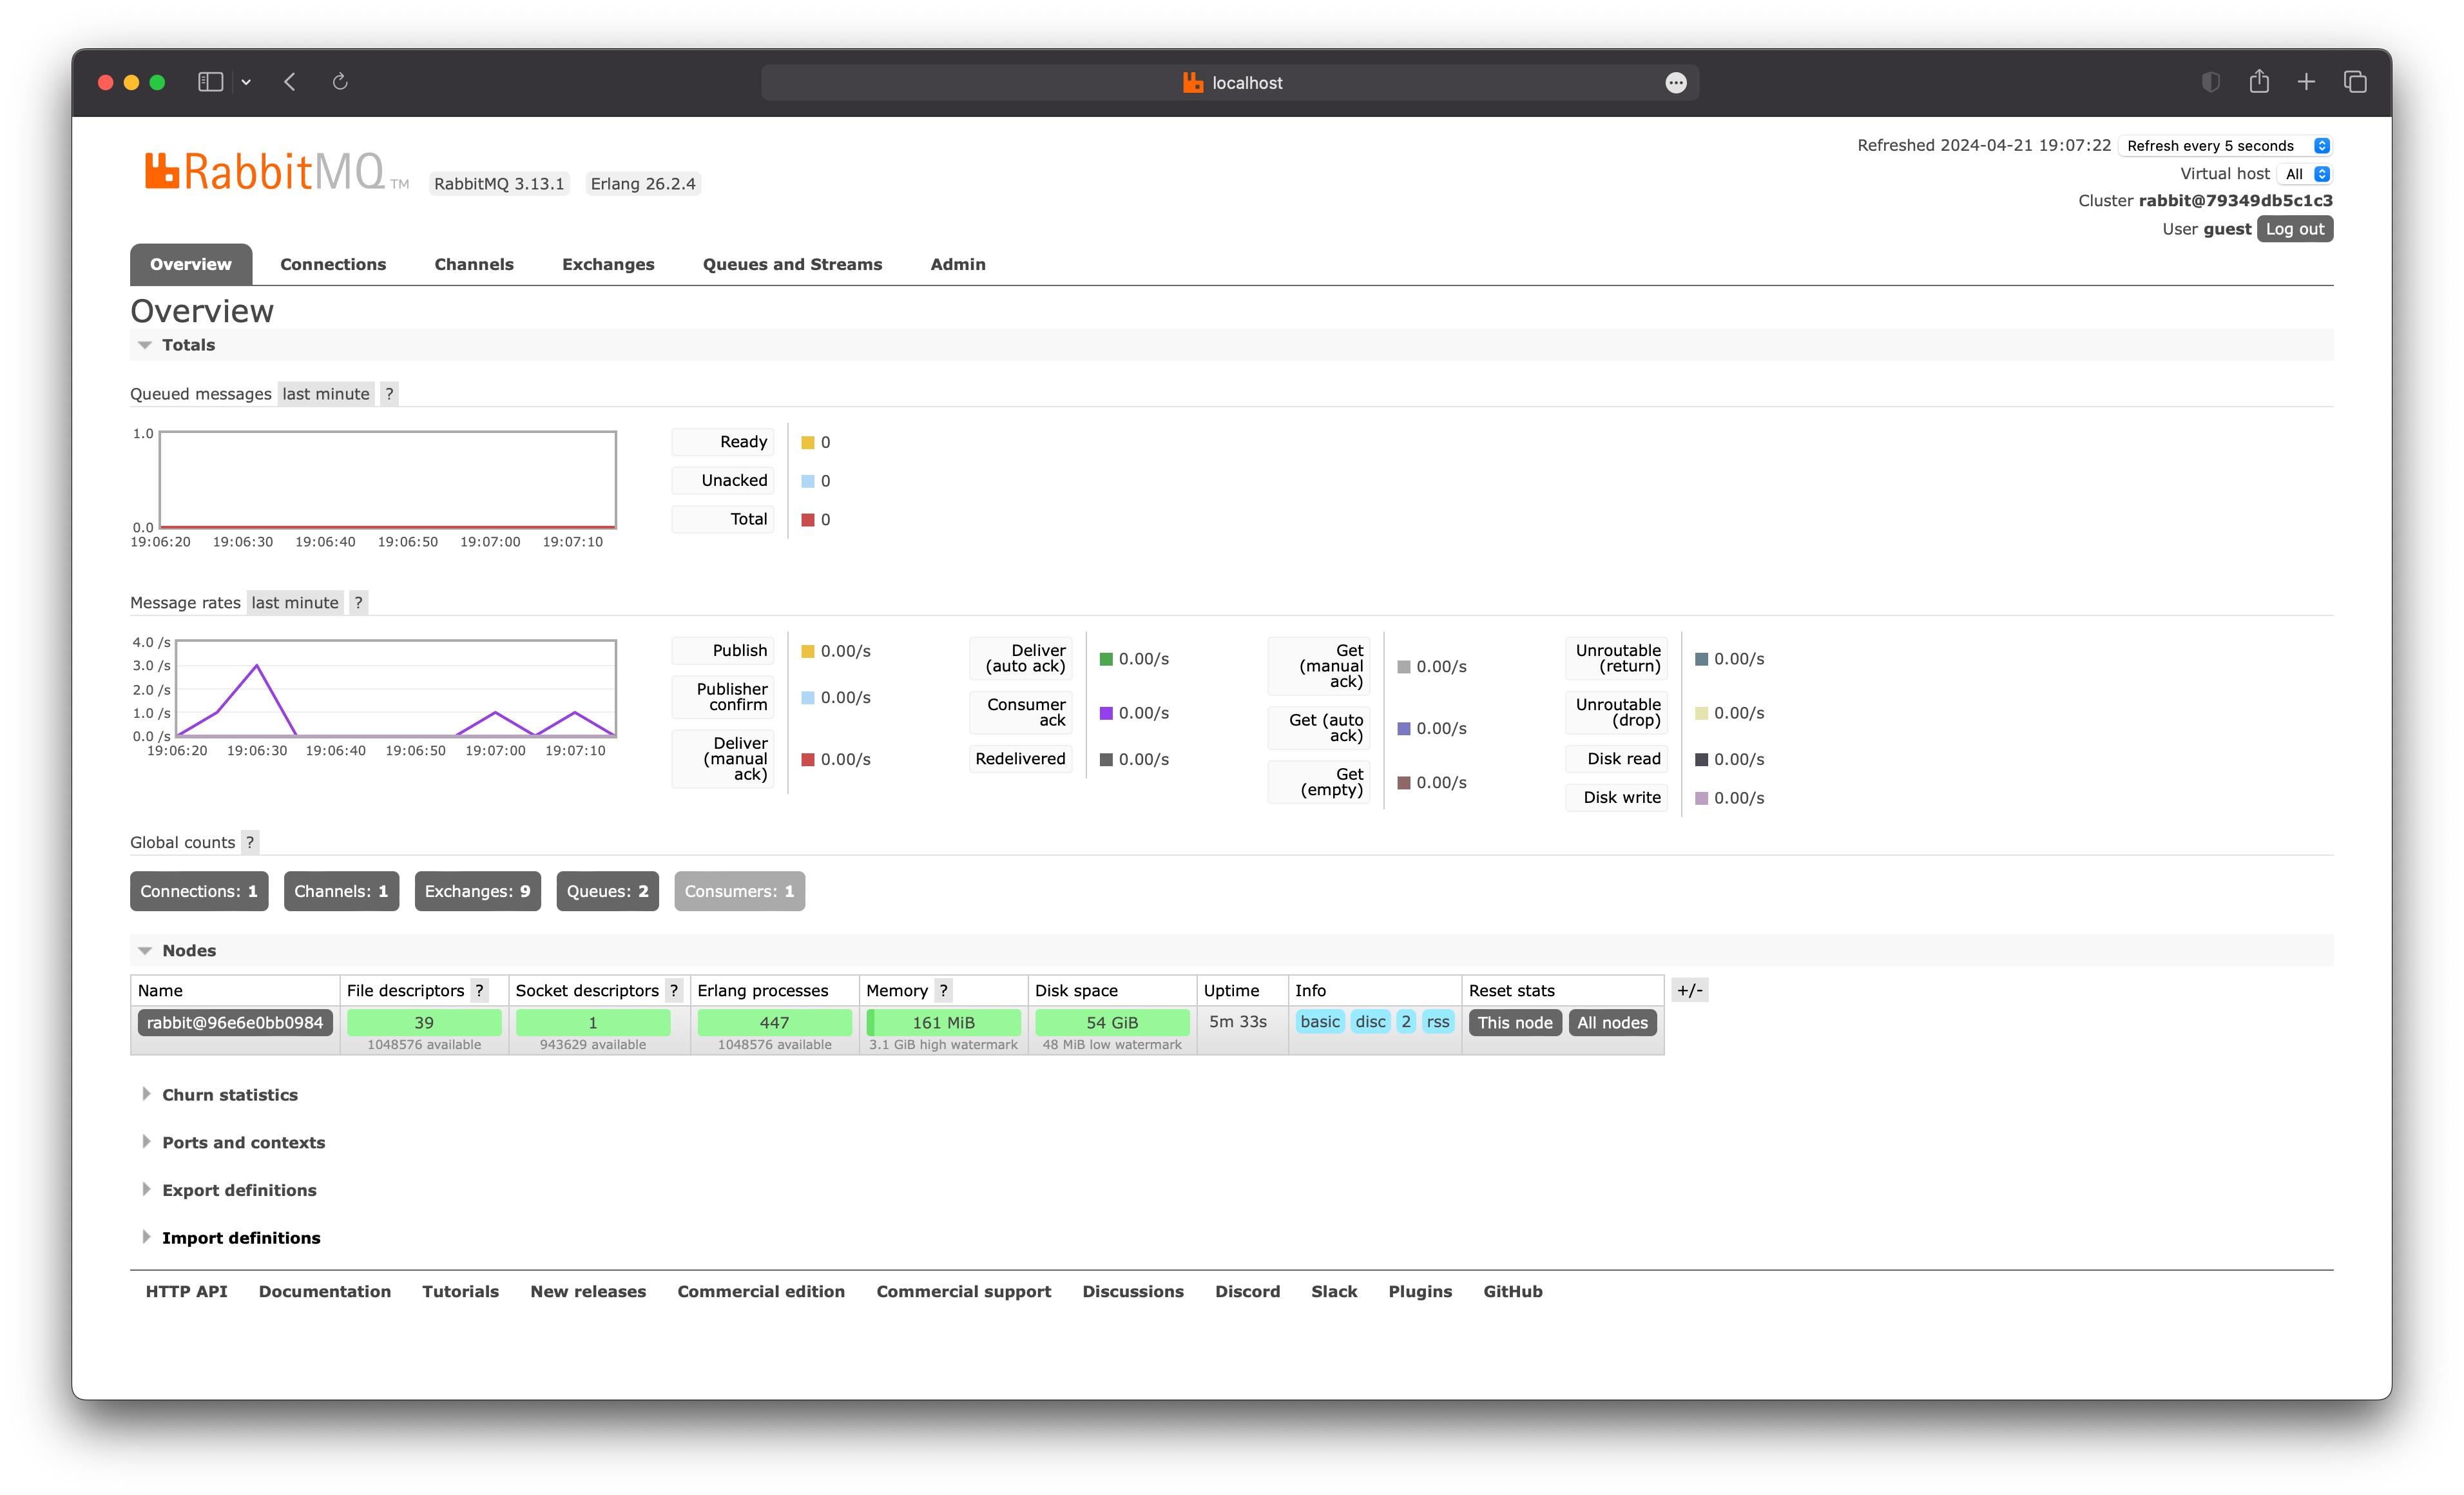 localhost
RabbitMQ TM RabbitMQ 3.13.1 Erlang 26.2.4
Refreshed 2024-04-21 19:07:22 Refresh every 5 seconds
Virtual host All
Cluster rabbit@79349db5c1c3
User guest Log out
Overview Connections Channels Exchanges Queues and Streams Admin
Overview
Totals
Queued messages last minute ?
1.0
0.0
19:06:20 19:06:30 19:06:40 19:06:50 19:07:00 19:07:10
Ready 0
Unacked 0
Total 0
Message rates last minute ?
4.0 /s
3.0 /s
2.0 /s
1.0 /s
0.0 /s
19:06:20 19:06:30 19:06:40 19:06:50 19:07:00 19:07:10
Publish 0.00/s
Publisher
confirm 0.00/s
Deliver
(manual
ack) 0.00/s
Deliver
(auto ack) 0.00/s
Consumer
ack 0.00/s
Redelivered 0.00/s
Get
(manual
ack) 0.00/s
Get (auto
ack) 0.00/s
Get
(empty) 0.00/s
Unroutable
(return) 0.00/s
Unroutable
(drop) 0.00/s
Disk read 0.00/s
Disk write 0.00/s
Global counts ?
Connections: 1 Channels: 1 Exchanges: 9 Queues: 2 Consumers: 1
Nodes
Name File descriptors ? Socket descriptors ? Erlang processes Memory ? Disk space Uptime Info Reset stats +/-
rabbit@96e6e0bb0984 39 1 447 161 MiB 54 GiB 5m 33s basic disc 2 rss This node All nodes
1048576 available 943629 available 1048576 available 3.1 GiB high watermark 48 MiB low watermark
Churn statistics
Ports and contexts
Export definitions
Import definitions
HTTP API Documentation Tutorials New releases Commercial edition Commercial support Discussions Discord Slack Plugins GitHub